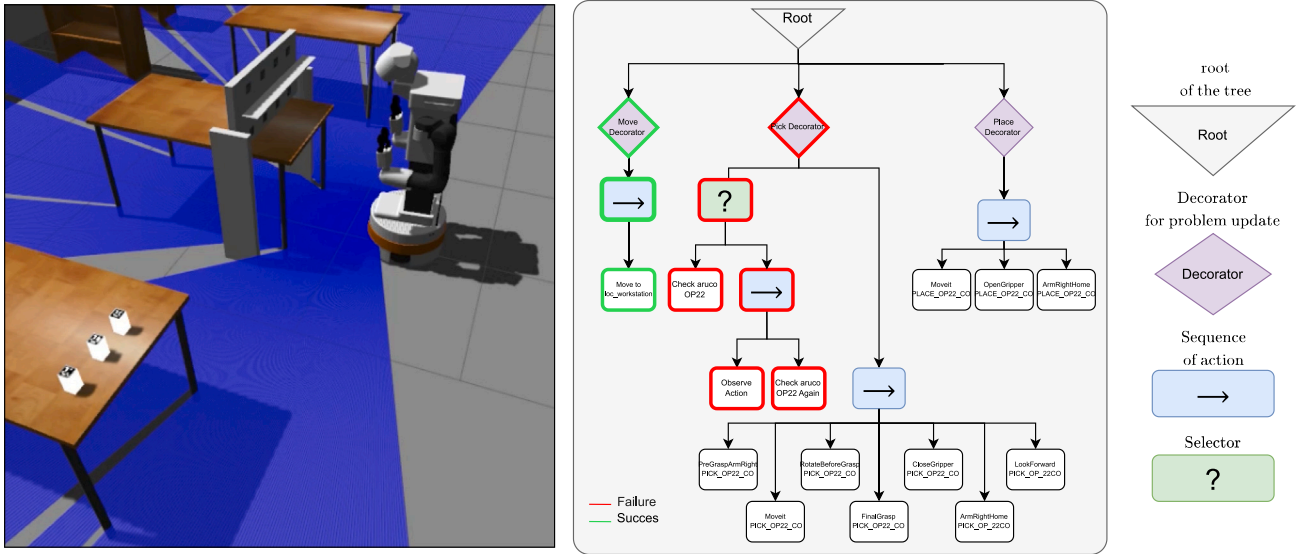 Root
Move
Decorator
Pick Decorator
Place
Decorator
→
?
→
Move to
loc_workstation
Check aruco
OP22
→
Moveit
PLACE_OP22_CO
OpenGripper
PLACE_OP22_CO
ArmRightHome
PLACE_OP22_CO
Observe
Action
Check aruco
OP22 Again
→
PreGraspArmRight
PICK_OP22_CO
RotateBeforeGrasp
PICK_OP22_CO
CloseGripper
PICK_OP22_CO
LookForward
PICK_OP_22CO
Moveit
PICK_OP22_CO
FinalGrasp
PICK_OP22_CO
ArmRightHome
PICK_OP_22CO
Failure
Succes
root
of the tree
Root
Decorator
for problem update
Decorator
Sequence
of action
→
Selector
?